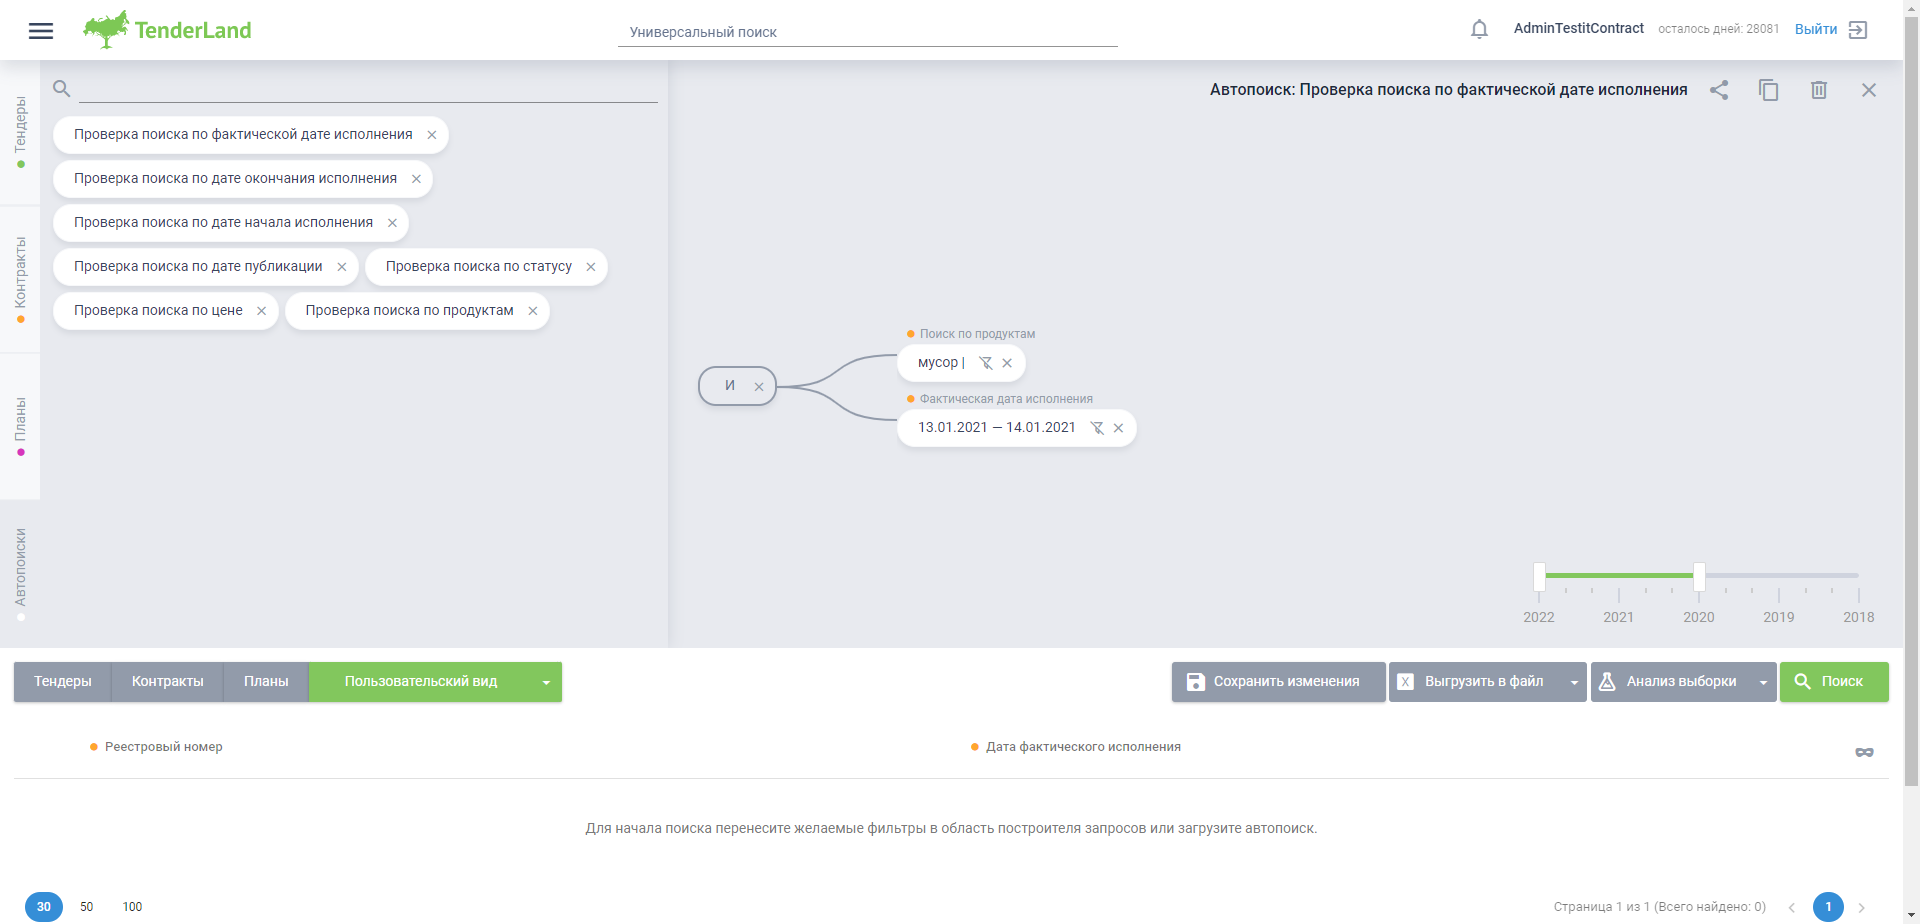 TenderLand
Универсальный поиск
AdminTestitContract
осталось дней: 28081
Выйти
Тендеры
Контракты
Планы
Автопоиски
Проверка поиска по фактической дате исполнения
Проверка поиска по дате окончания исполнения
Проверка поиска по дате начала исполнения
Проверка поиска по дате публикации
Проверка поиска по статусу
Проверка поиска по цене
Проверка поиска по продуктам
Автопоиск: Проверка поиска по фактической дате исполнения
И
Поиск по продуктам
мусор |
Фактическая дата исполнения
13.01.2021 — 14.01.2021
2022 2021 2020 2019 2018
Тендеры
Контракты
Планы
Пользовательский вид
Сохранить изменения
X Выгрузить в файл
Анализ выборки
Поиск
Реестровый номер
Дата фактического исполнения
Для начала поиска перенесите желаемые фильтры в область построителя запросов или загрузите автопоиск.
30 50 100
Страница 1 из 1 (Всего найдено: 0)
1